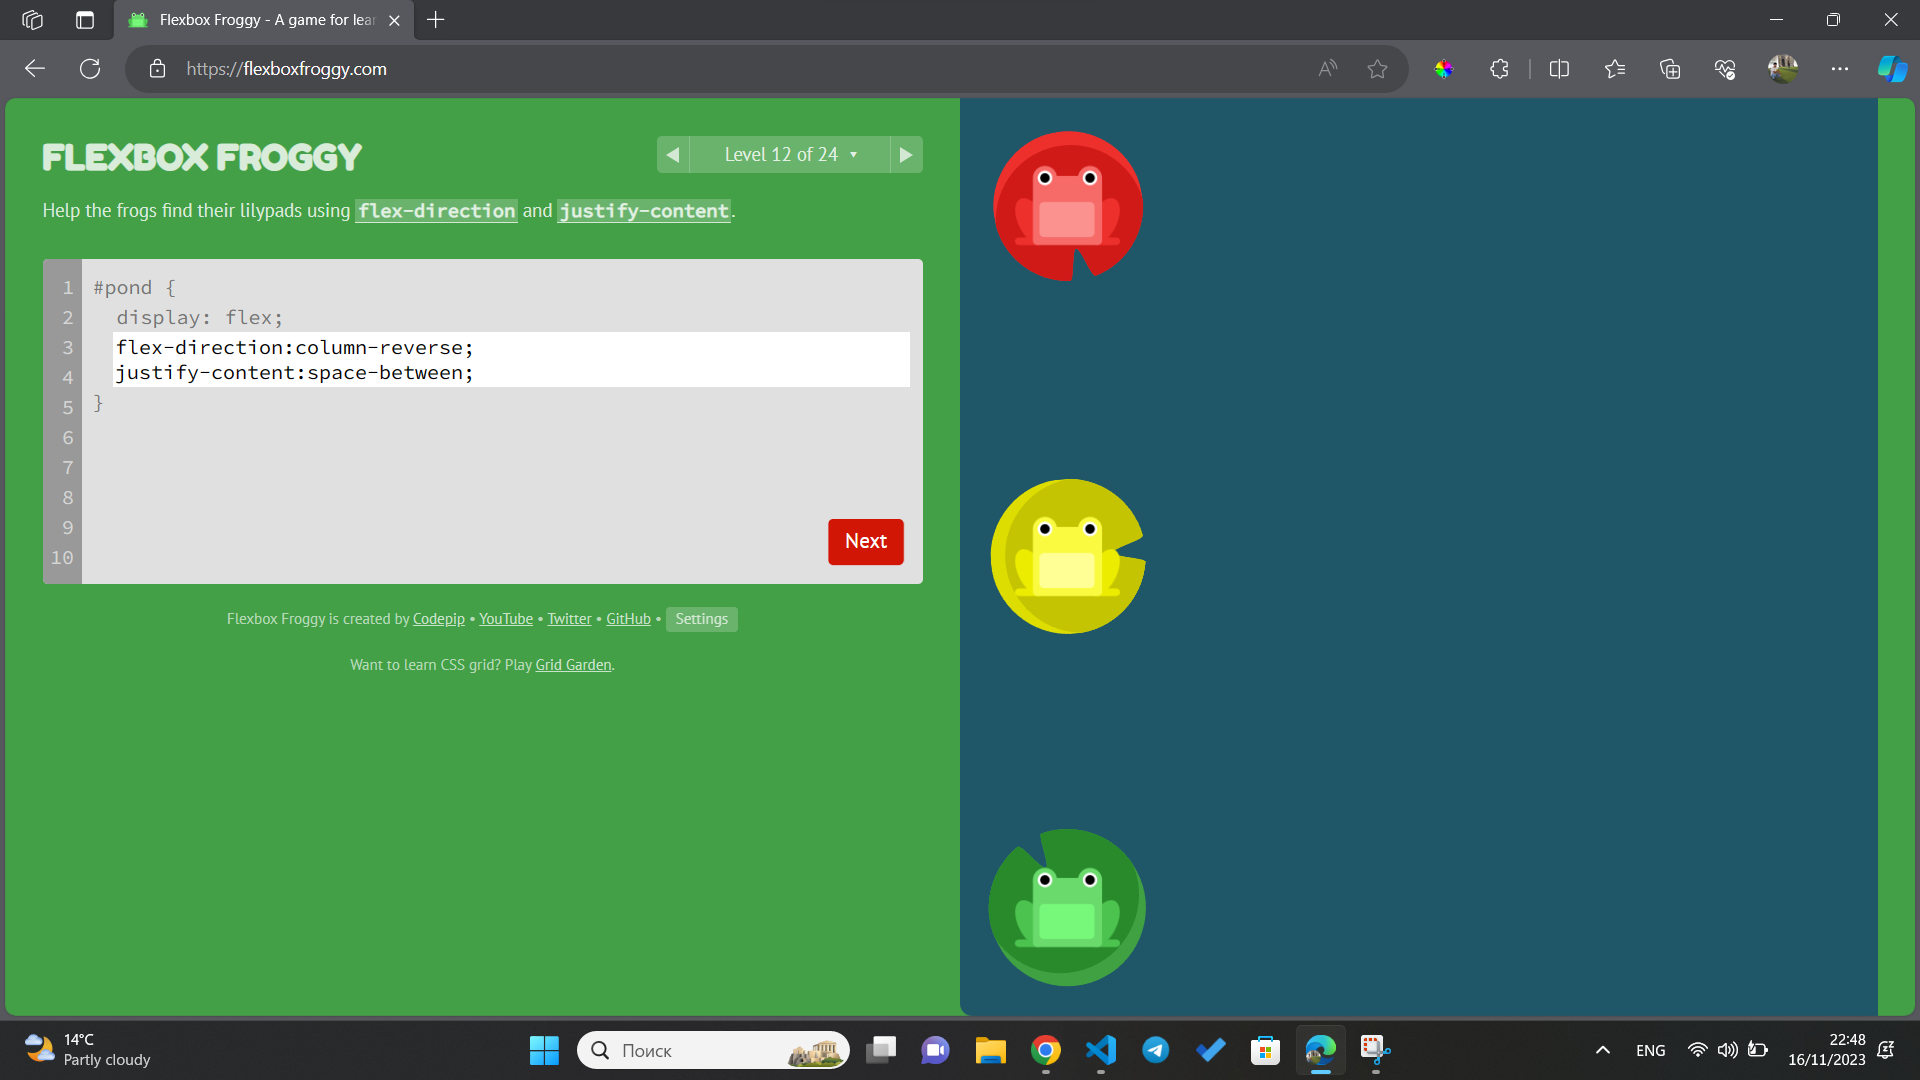 Flexbox Froggy - A game for lear
https://flexboxfroggy.com
FLEXBOX FROGGY
Level 12 of 24
Help the frogs find their lilypads using flex-direction and justify-content.
1 #pond {
2 display: flex;
3 flex-direction:column-reverse;
4 justify-content:space-between;
5 }
6
7
8
9
10
Next
Flexbox Froggy is created by Codepip • YouTube • Twitter • GitHub • Settings
Want to learn CSS grid? Play Grid Garden.
14°C
Partly cloudy
Поиск
ENG
22:48
16/11/2023